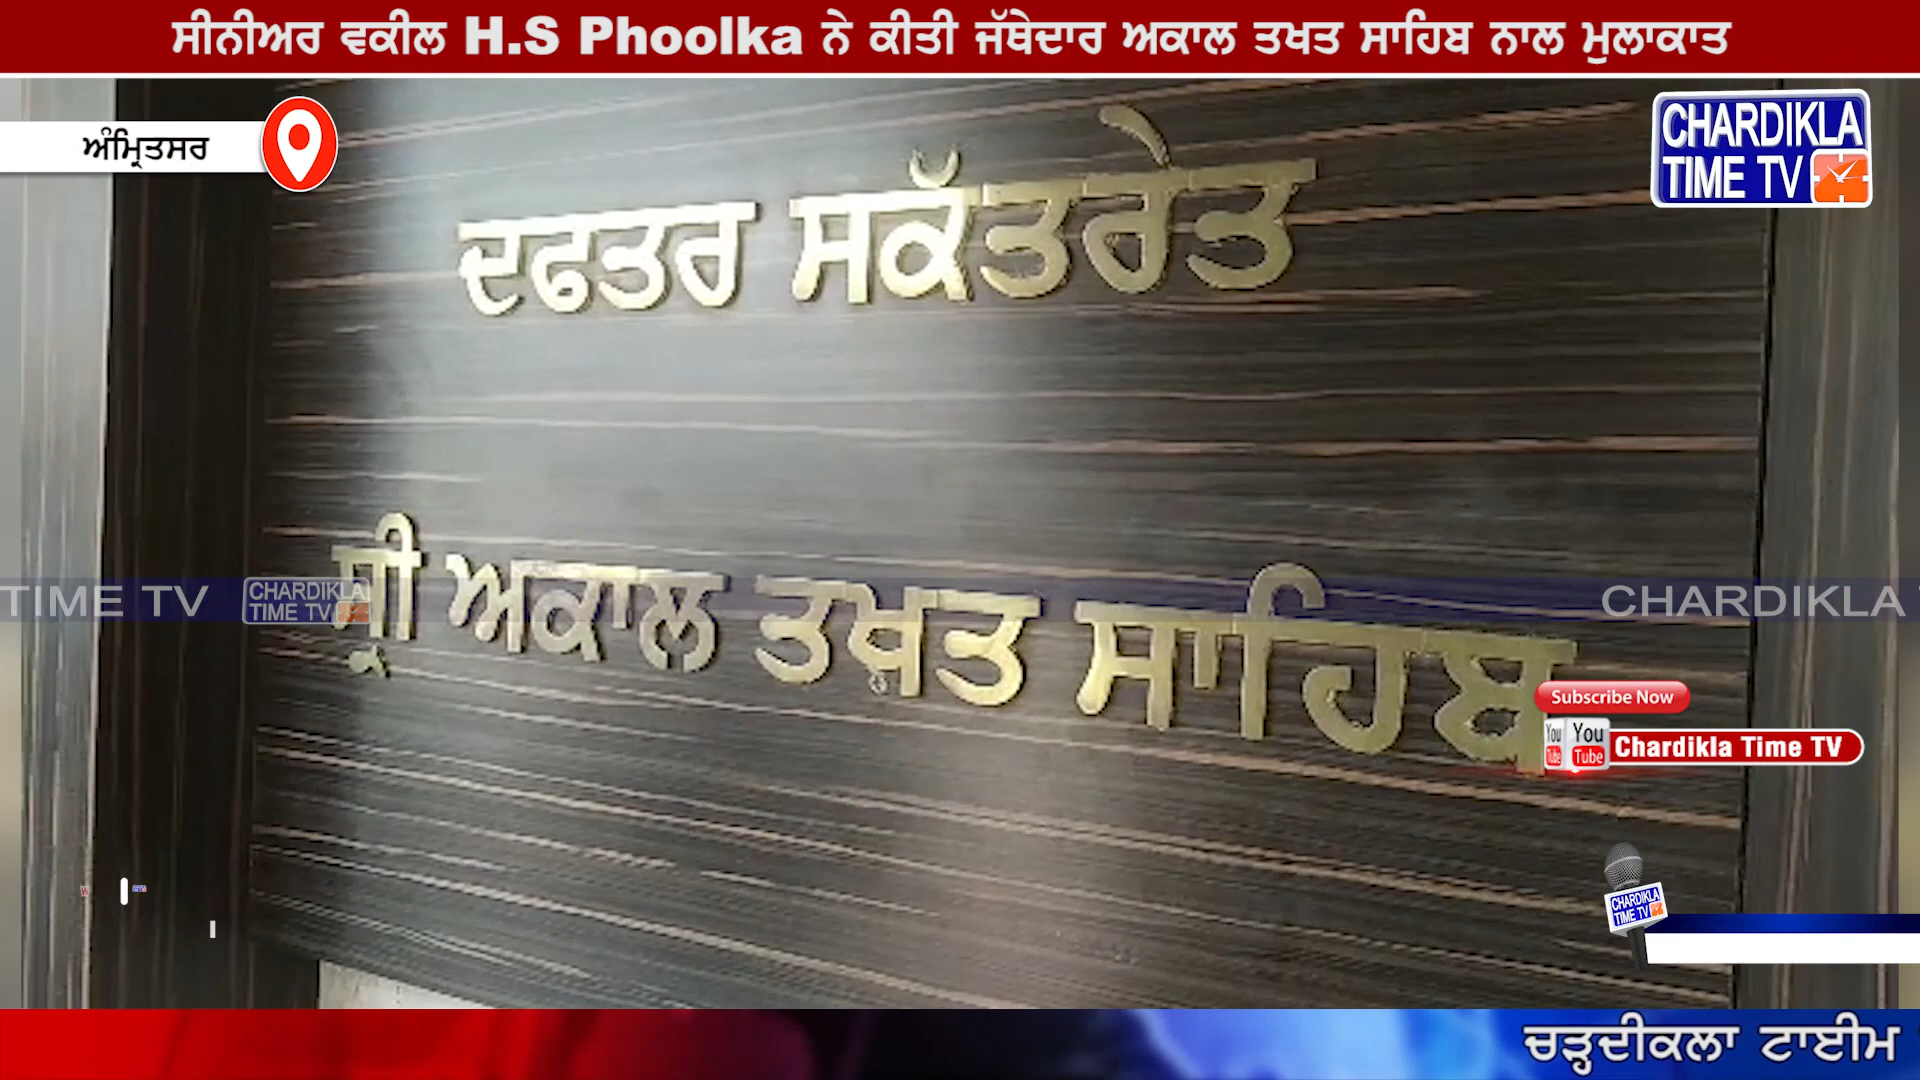 ਸੀਨੀਅਰ ਵਕੀਲ H.S Phoolka ਨੇ ਕੀਤੀ ਜੱਥੇਦਾਰ ਅਕਾਲ ਤਖਤ ਸਾਹਿਬ ਨਾਲ ਮੁਲਾਕਾਤ
ਅੰਮ੍ਰਿਤਸਰ
CHARDIKLA
TIME TV
ਦਫਤਰ ਸਕੱਤਰੇਤ
ਸ੍ਰੀ ਅਕਾਲ ਤਖ਼ਤ ਸਾਹਿਬ
TIME TV
CHARDIKLA
TIME TV
CHARDIKLA
Subscribe Now
You
Tube
You
Tube
Chardikla Time TV
CHARDIKLA
TIME TV
ਚੜ੍ਹਦੀਕਲਾ ਟਾਈਮ